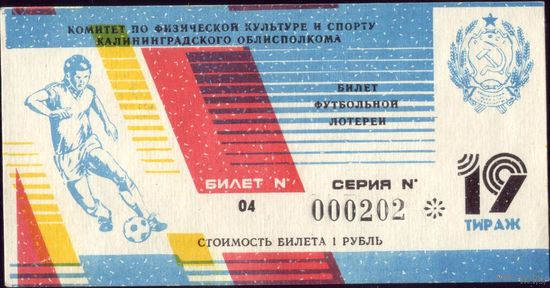 КОМИТЕТ ПО ФИЗИЧЕСКОЙ КУЛЬТУРЕ И СПОРТУ
КАЛИНИНГРАДСКОГО ОБЛИСПОЛКОМА
БИЛЕТ
ФУТБОЛЬНОЙ
ЛОТЕРЕИ
БИЛЕТ №
СЕРИЯ №
04
000202 *
19
ТИРАЖ
СТОИМОСТЬ БИЛЕТА 1 РУБЛЬ